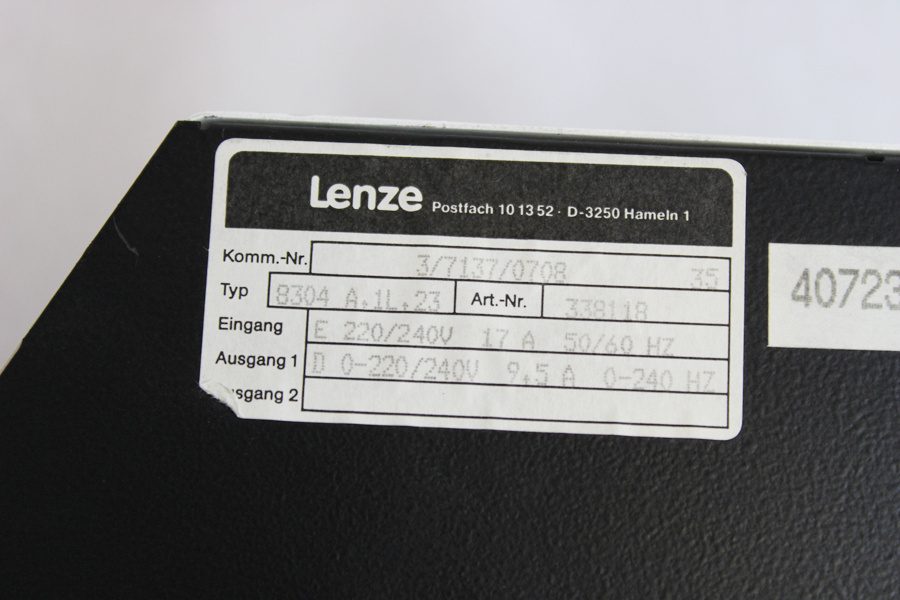 Lenze Postfach 10 13 52 · D-3250 Hameln 1
Komm.-Nr. 3/7137/0708 35
Typ 8304 A.1L.23 Art.-Nr. 338118
Eingang E 220/240V 17 A 50/60 HZ
Ausgang 1 D 0-220/240V 9,5 A 0-240 HZ
usgang 2
40723